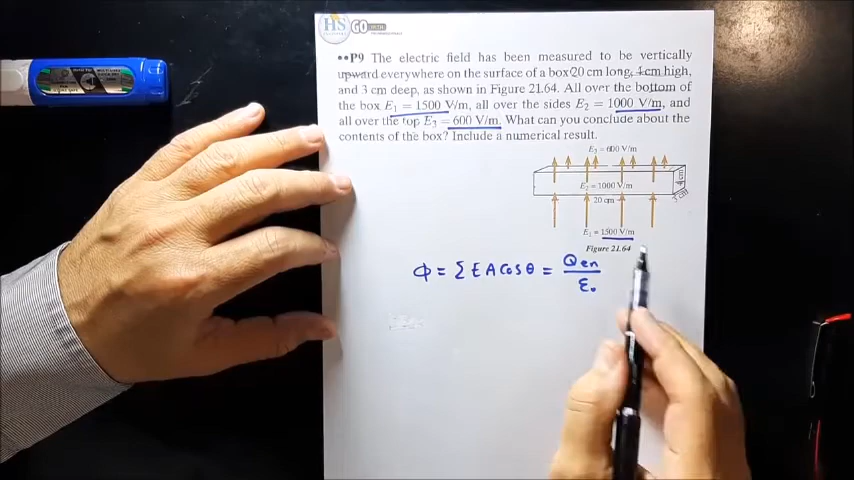 HS GO
••P9 The electric field has been measured to be vertically
upward everywhere on the surface of a box 20 cm long, 4 cm high,
and 3 cm deep, as shown in Figure 21.64. All over the bottom of
the box E₁ = 1500 V/m, all over the sides E₂ = 1000 V/m, and
all over the top E₃ = 600 V/m. What can you conclude about the
contents of the box? Include a numerical result.
E₃ = 600 V/m
E₂ = 1000 V/m
4 cm
20 cm
3 cm
E₁ = 1500 V/m
Figure 21.64
Φ = Σ E A Cos θ = Qen / ε₀